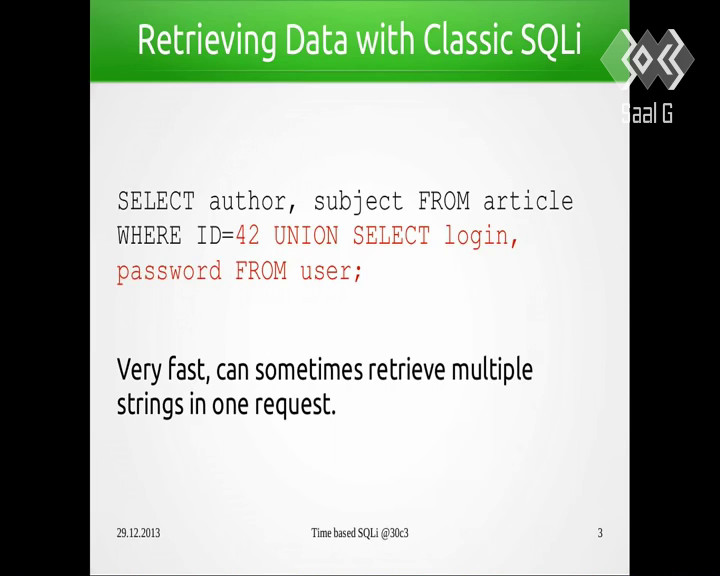 Retrieving Data with Classic SQLi
Saal G
SELECT author, subject FROM article
WHERE ID=42 UNION SELECT login,
password FROM user;
Very fast, can sometimes retrieve multiple
strings in one request.
29.12.2013 Time based SQLi @30c3 3